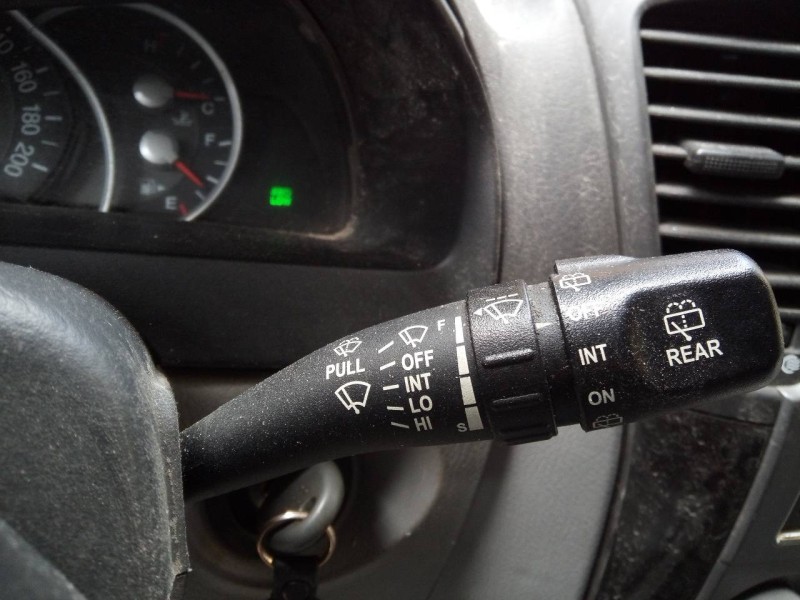 160
180
200
H
C
F
E
PULL
F
OFF
INT
LO
HI
S
OFF
INT
ON
REAR